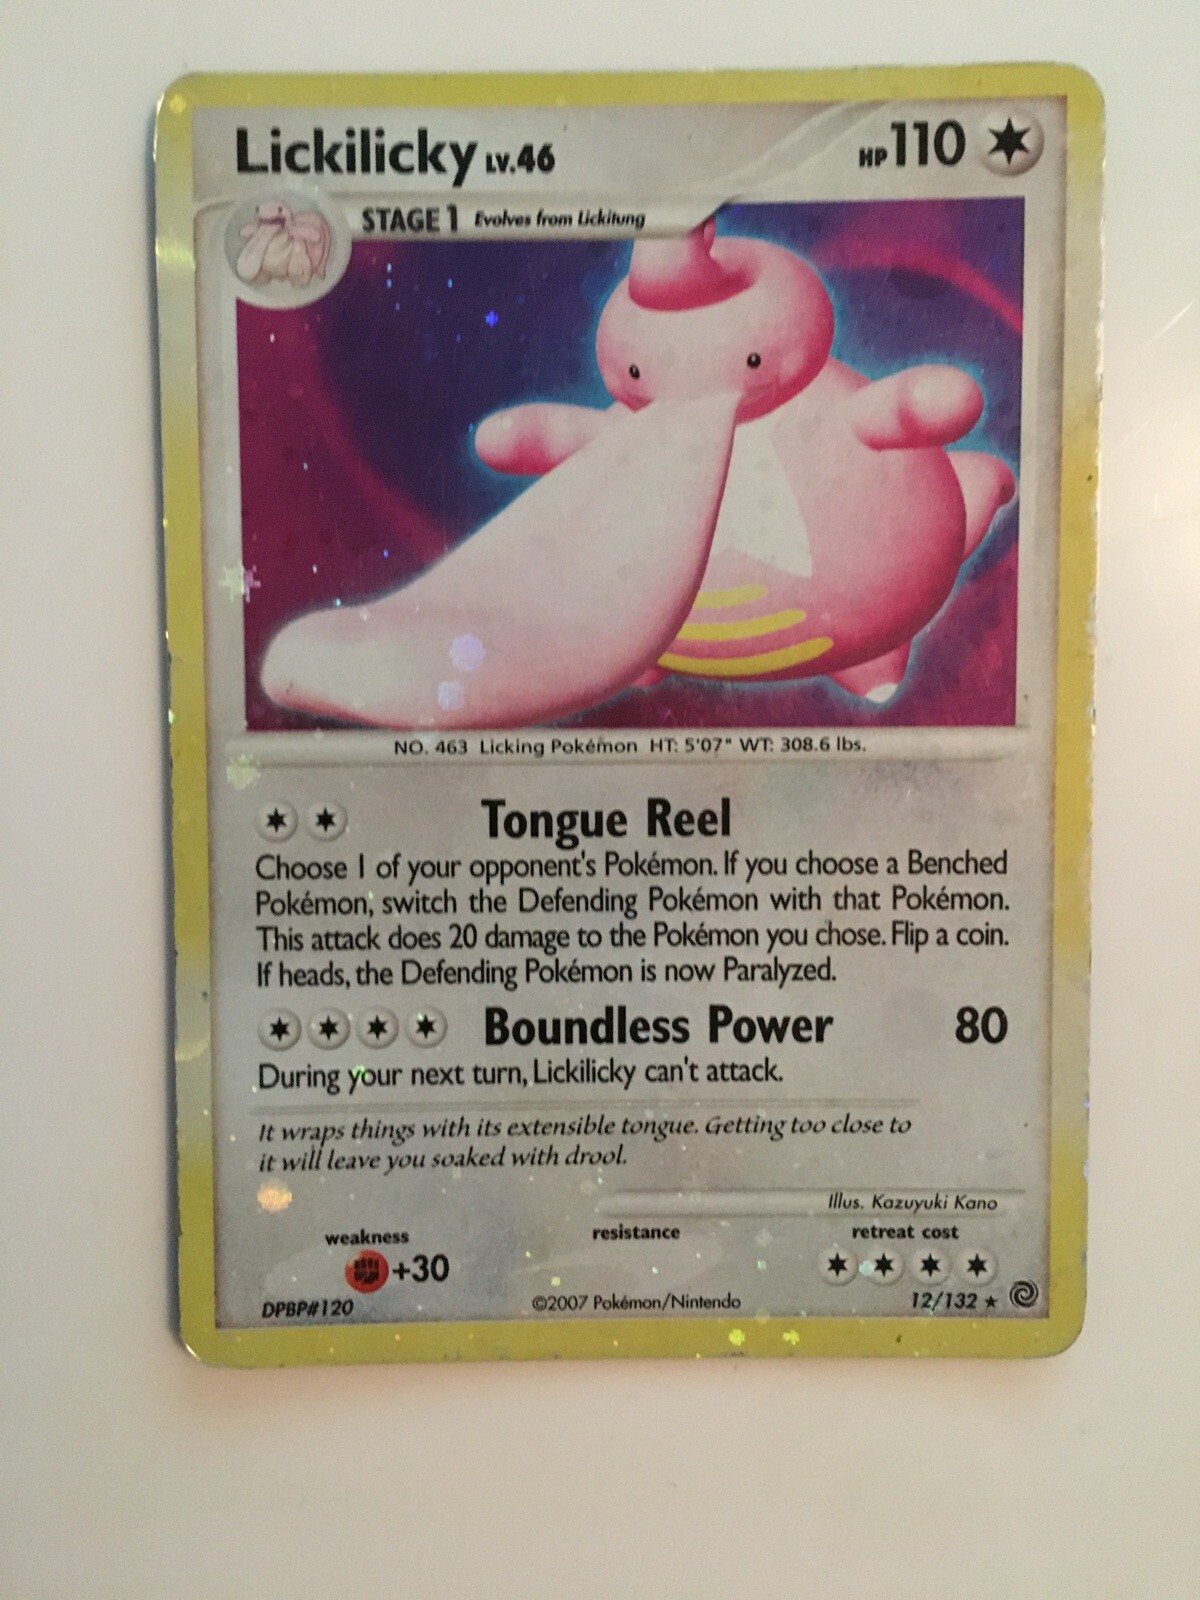 Lickilicky LV.46 HP 110
STAGE 1 Evolves from Lickitung
NO. 463 Licking Pokémon HT: 5'07" WT: 308.6 lbs.
Tongue Reel
Choose 1 of your opponent's Pokémon. If you choose a Benched
Pokémon, switch the Defending Pokémon with that Pokémon.
This attack does 20 damage to the Pokémon you chose. Flip a coin.
If heads, the Defending Pokémon is now Paralyzed.
Boundless Power 80
During your next turn, Lickilicky can't attack.
It wraps things with its extensible tongue. Getting too close to
it will leave you soaked with drool.
Illus. Kazuyuki Kano
weakness resistance retreat cost
+30
DPBP#120 ©2007 Pokémon/Nintendo 12/132 ★